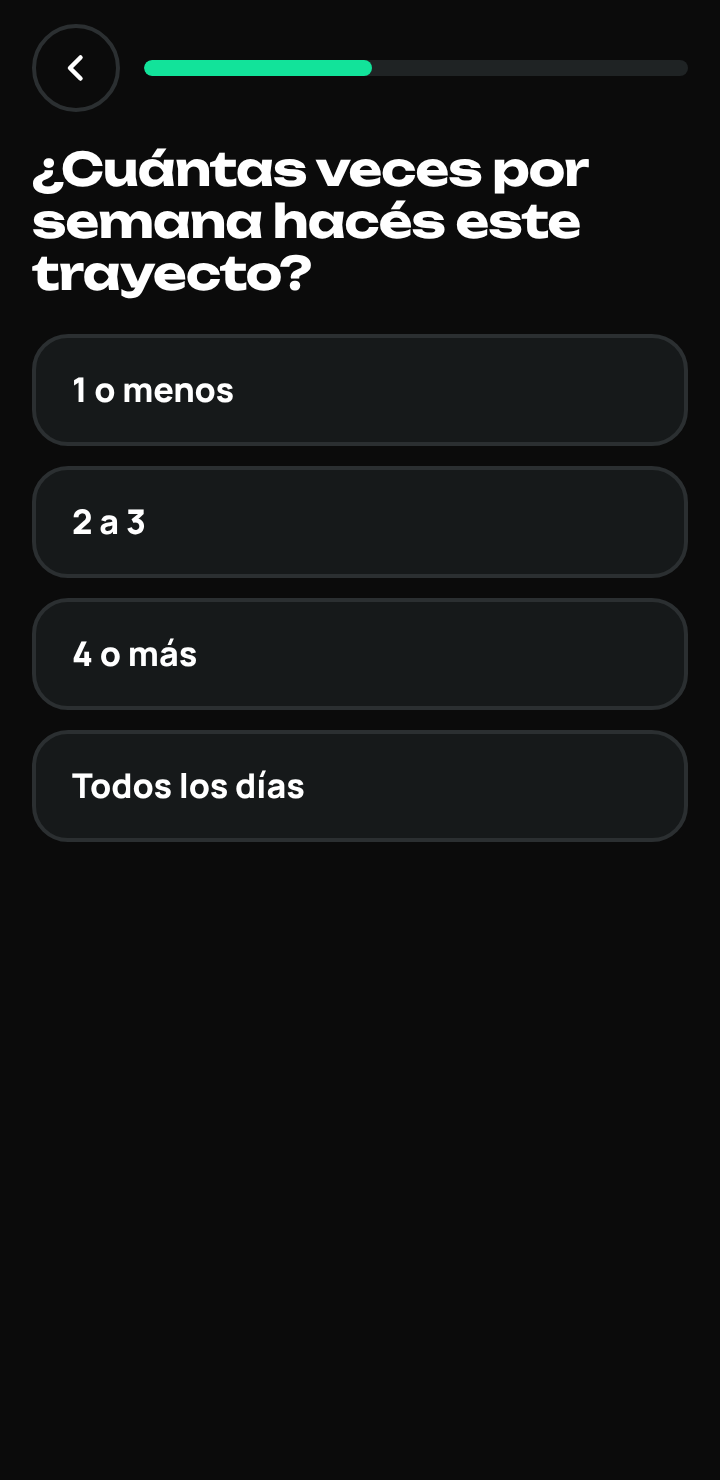 ¿Cuántas veces por
semana hacés este
trayecto?
1 o menos
2 a 3
4 o más
Todos los días